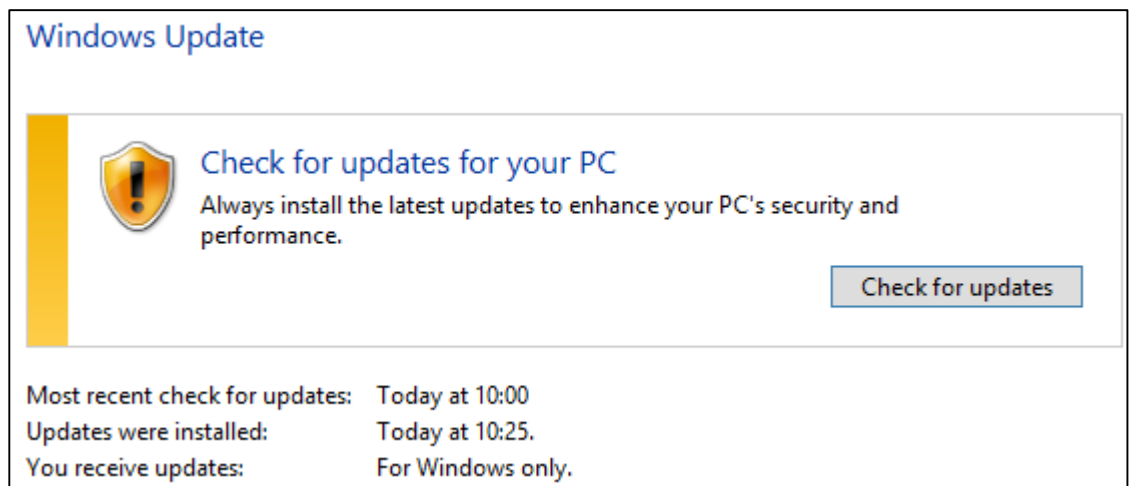 Windows Update
Check for updates for your PC
Always install the latest updates to enhance your PC's security and
performance.
Check for updates
Most recent check for updates: Today at 10:00
Updates were installed: Today at 10:25.
You receive updates: For Windows only.